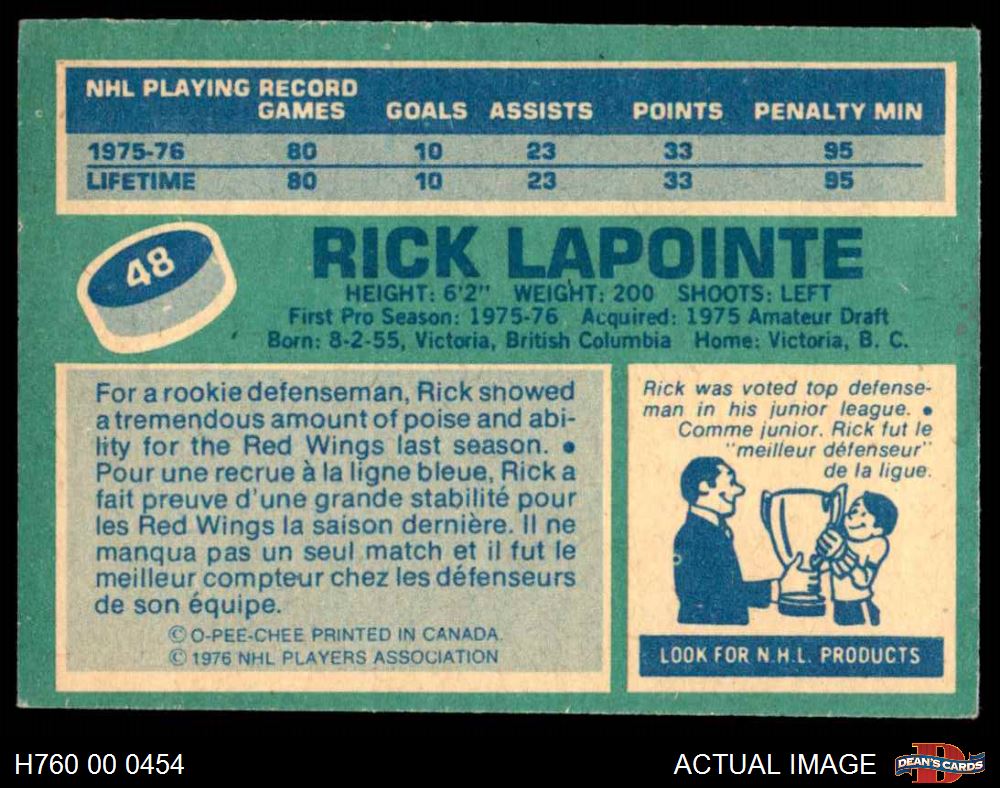 NHL PLAYING RECORD
GAMES GOALS ASSISTS POINTS PENALTY MIN
1975-76 80 10 23 33 95
LIFETIME 80 10 23 33 95
48
RICK LAPOINTE
HEIGHT: 6'2" WEIGHT: 200 SHOOTS: LEFT
First Pro Season: 1975-76 Acquired: 1975 Amateur Draft
Born: 8-2-55, Victoria, British Columbia Home: Victoria, B. C.
For a rookie defenseman, Rick showed
a tremendous amount of poise and abi-
lity for the Red Wings last season. •
Pour une recrue à la ligne bleue, Rick a
fait preuve d'une grande stabilité pour
les Red Wings la saison dernière. Il ne
manqua pas un seul match et il fut le
meilleur compteur chez les défenseurs
de son équipe.
© O-PEE-CHEE PRINTED IN CANADA.
© 1976 NHL PLAYERS ASSOCIATION
Rick was voted top defense-
man in his junior league. •
Comme junior. Rick fut le
"meilleur défenseur"
de la ligue.
LOOK FOR N.H.L. PRODUCTS
H760 00 0454
ACTUAL IMAGE
D
DEAN'S CARDS